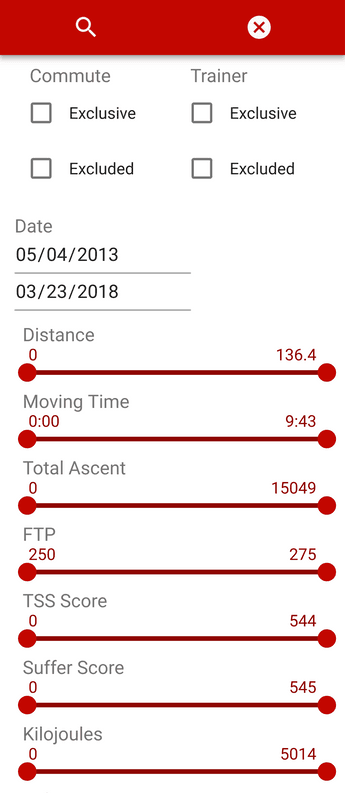 Commute Trainer
Exclusive Exclusive
Excluded Excluded
Date
05/04/2013
03/23/2018
Distance
0 136.4
Moving Time
0:00 9:43
Total Ascent
0 15049
FTP
250 275
TSS Score
0 544
Suffer Score
0 545
Kilojoules
0 5014